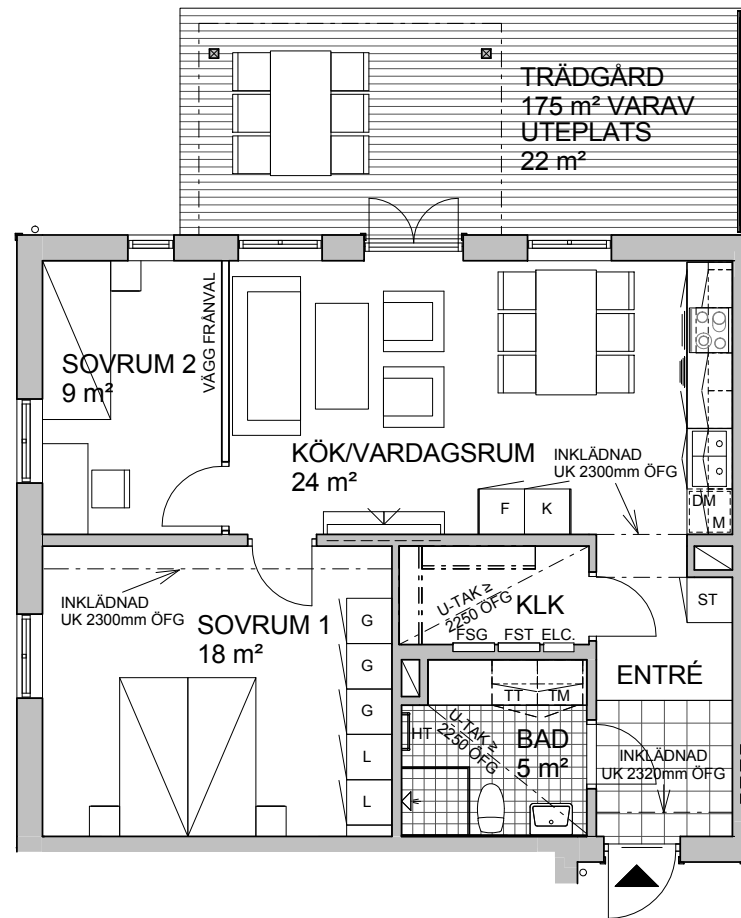 TRÄDGÅRD
175 m² VARAV
UTEPLATS
22 m²
VÄGG FRÅNVAL
SOVRUM 2
9 m²
KÖK/VARDAGSRUM
24 m²
INKLÄDNAD
UK 2300mm ÖFG
F
K
DM
M
INKLÄDNAD
UK 2300mm ÖFG
SOVRUM 1
18 m²
G
G
G
L
L
U-TAK ≥
2250 ÖFG
KLK
FSG
FST
ELC.
ST
ENTRÉ
TT
TM
HT
U-TAK ≥
2250 ÖFG
BAD
5 m²
INKLÄDNAD
UK 2320mm ÖFG